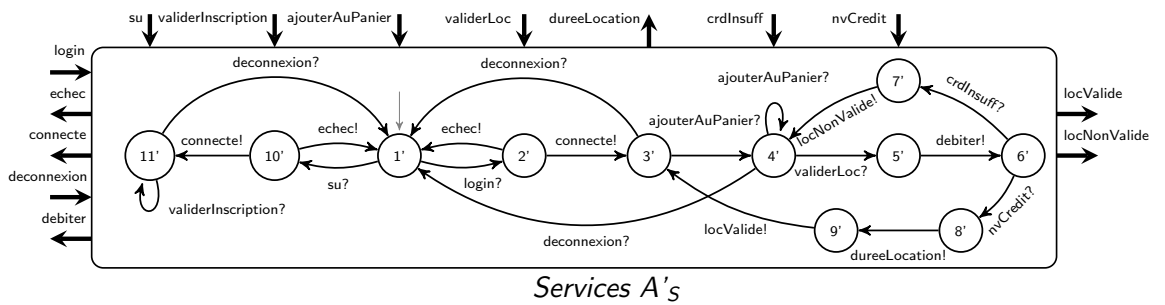 su validerInscription ajouterAuPanier validerLoc dureeLocation crdInsuff nvCredit
login
echec
connecte
deconnexion
debiter
locValide
locNonValide
deconnexion? deconnexion? ajouterAuPanier? 7' crdInsuff?
locNonValide!
connecte! echec! echec! connecte! ajouterAuPanier? debiter!
11' 10' 1' 2' 3' 4' 5' 6'
su? login? validerLoc?
validerInscription? nvCredit?
deconnexion? locValide! 9' 8'
dureeLocation!
Services A'S